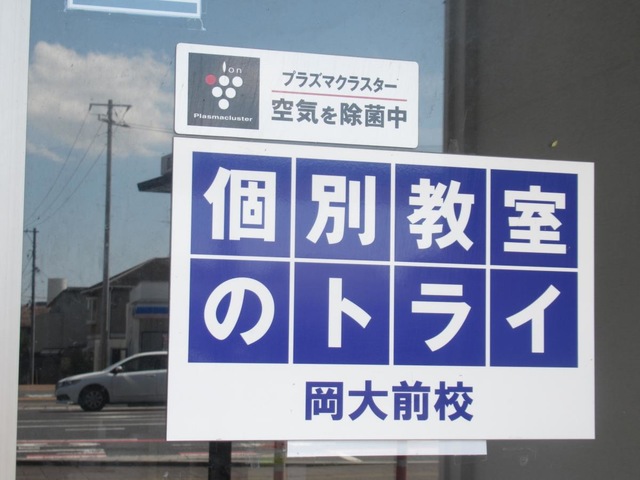 Ion
Plasmacluster
プラズマクラスター
空気を除菌中
個別教室
のトライ
岡大前校